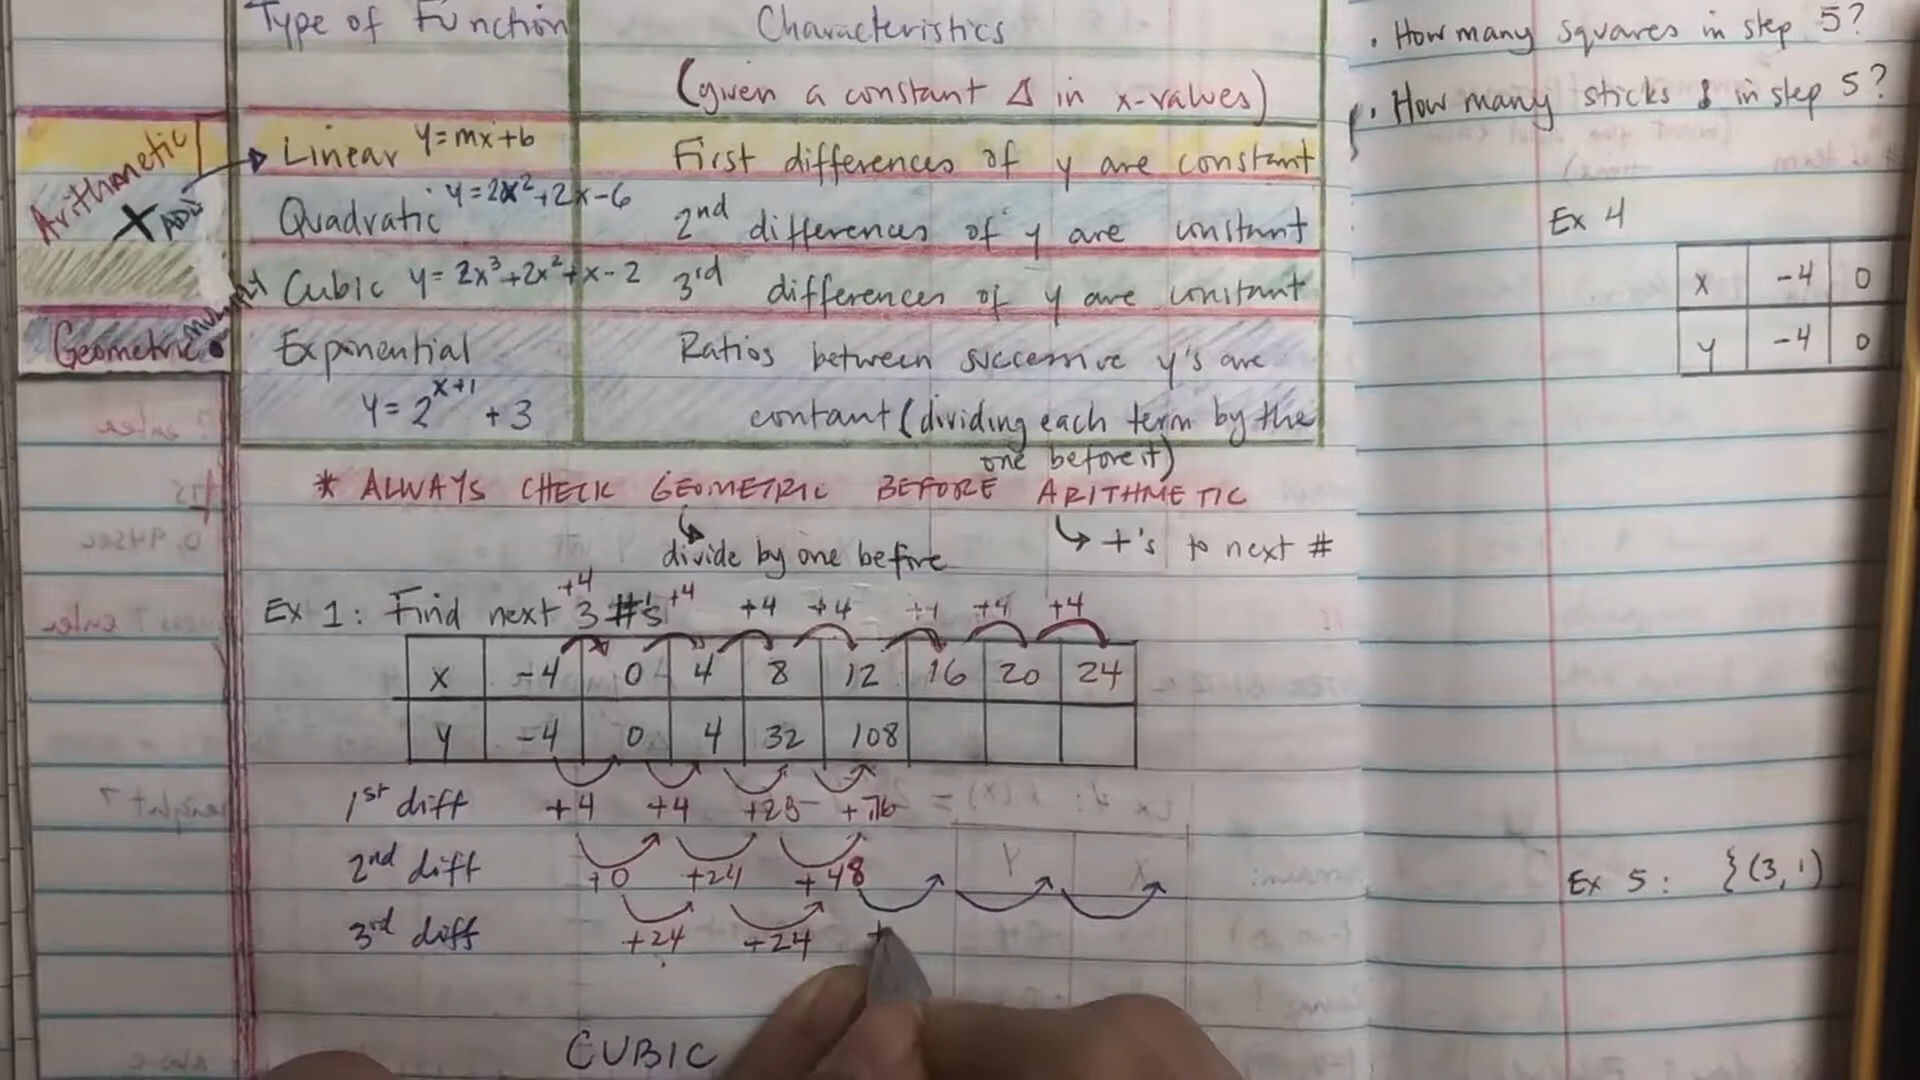 Type of Function Characteristics
(given a constant Δ in x-values)
Arithmetic
ADD
Linear y=mx+b First differences of y are constant
Quadratic y=2x²+2x-6 2nd differences of y are constant
Cubic y=2x³+2x²+x-2 3rd differences of y are constant
Geometric
Exponential Ratios between successive y's are
y=2^x+1 +3 contant (dividing each term by the
one before it)
* ALWAYS CHECK GEOMETRIC BEFORE ARITHMETIC
↳ divide by one before ↳ +'s to next #
Ex 1: Find next 3 #'s
+4 +4 +4 +4 +4 +4 +4
x -4 0 4 8 12 16 20 24
y -4 0 4 32 108
1st diff +4 +4 +28 +76
2nd diff +0 +24 +48
3rd diff +24 +24 +
CUBIC
• How many squares in step 5?
• How many sticks in step 5?
Ex 4
x -4 0
y -4 0
Ex 5: {(3,1)